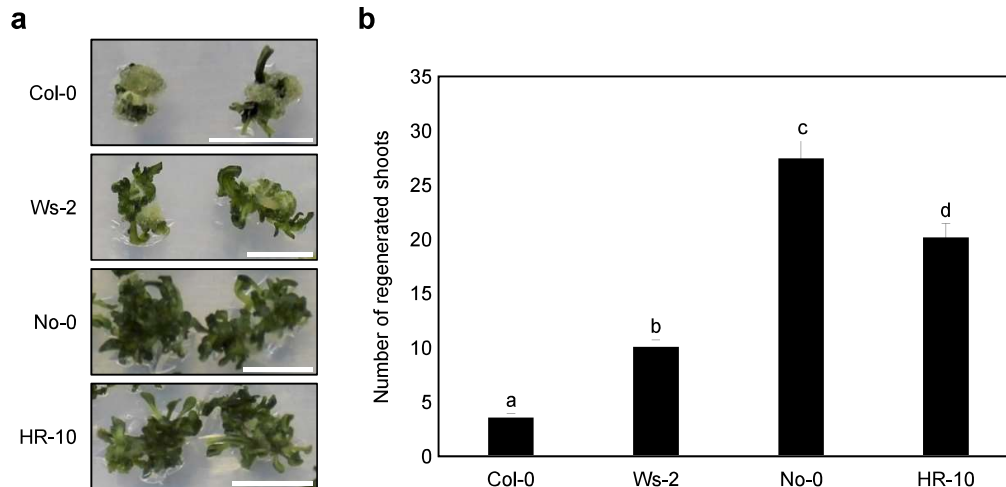 a
Col-0
Ws-2
No-0
HR-10
b
Number of regenerated shoots
35
30
25
20
15
10
5
0
a
b
c
d
Col-0
Ws-2
No-0
HR-10